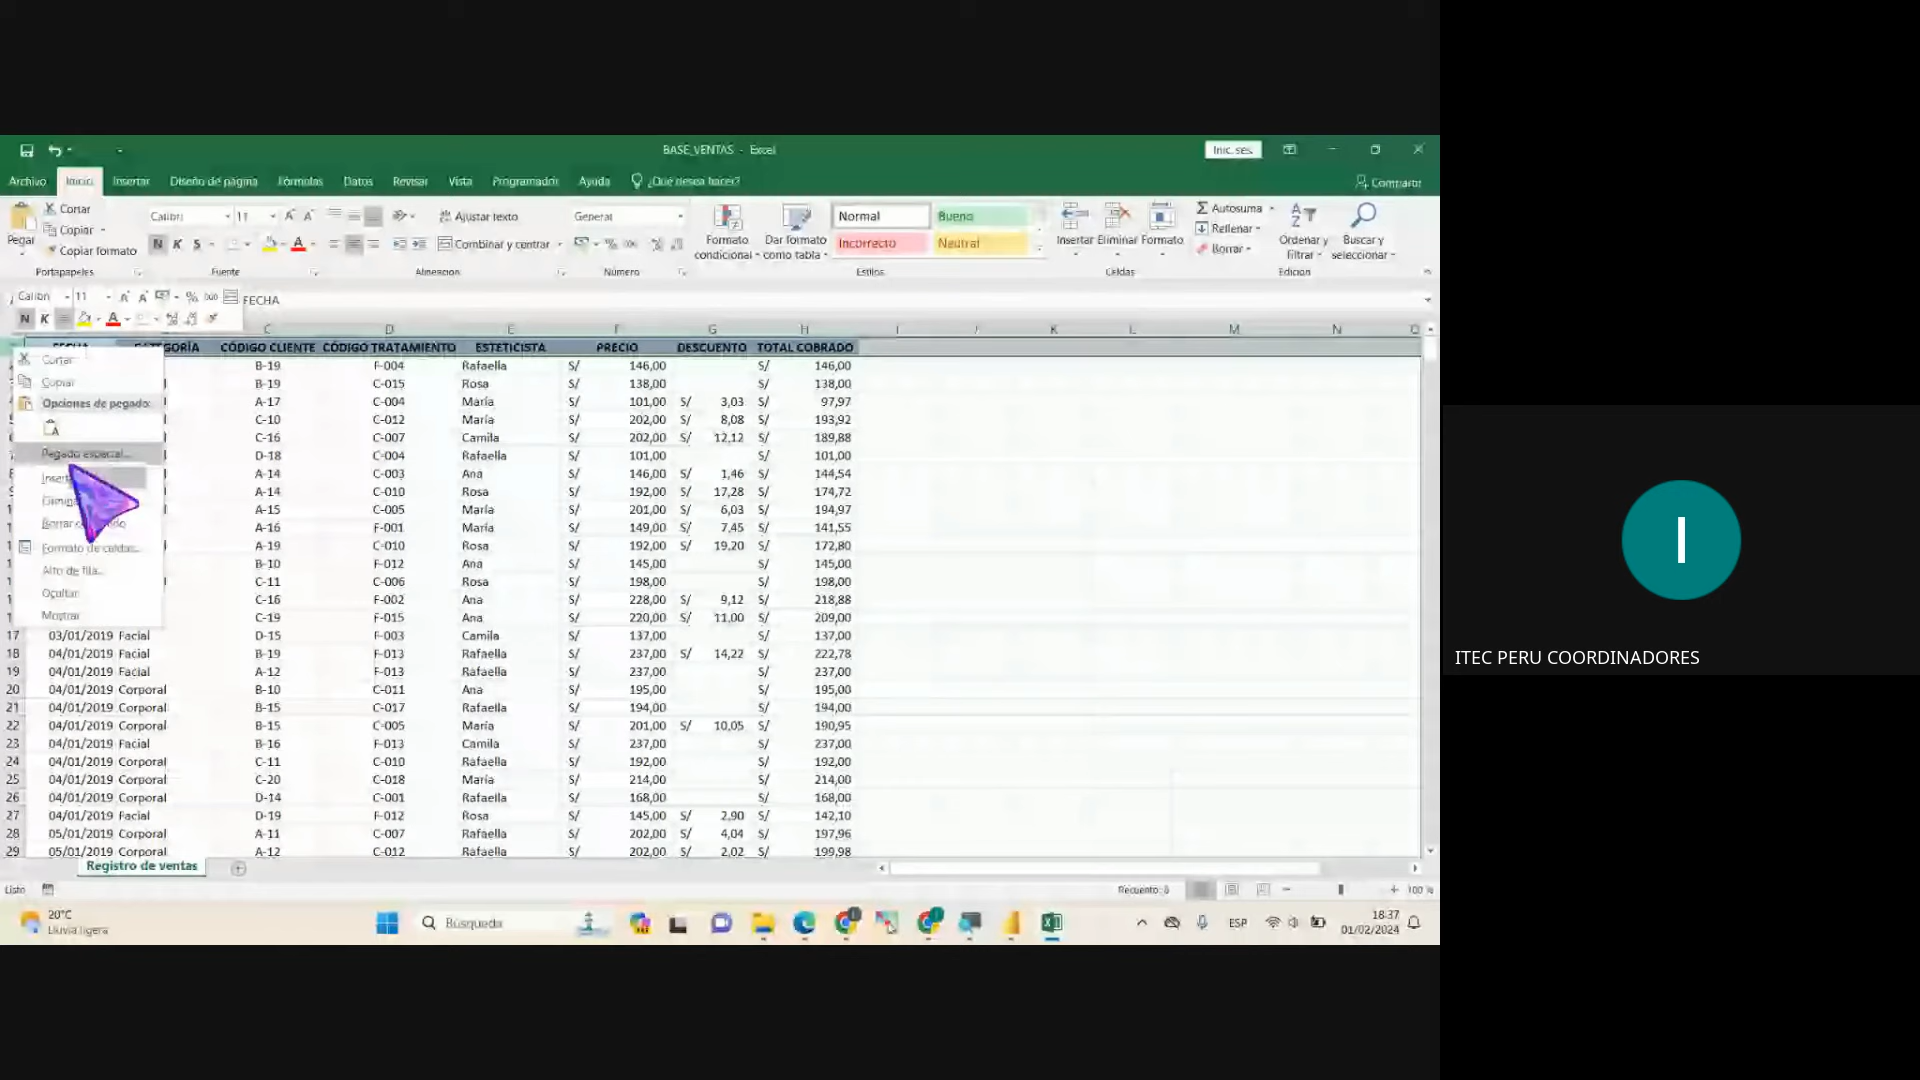 BASE_VENTAS - Excel
Inic. ses.
Archivo Inicio Insertar Diseño de página Fórmulas Datos Revisar Vista Programador Ayuda ¿Qué desea hacer? Compartir
Pegar
Cortar
Copiar
Copiar formato
Portapapeles
Calibri 11
N K S
Fuente
Ajustar texto
Combinar y centrar
Alineación
General
% 000
Número
Formato condicional
Dar formato como tabla
Normal Bueno
Incorrecto Neutral
Estilos
Insertar Eliminar Formato
Celdas
Autosuma
Rellenar
Borrar
Ordenar y Filtrar
Buscar y seleccionar
Edición
Calibri 11 % 000
N K
FECHA
C D E F G H I J K L M N O
FECHA CATEGORÍA CÓDIGO CLIENTE CÓDIGO TRATAMIENTO ESTETICISTA PRECIO DESCUENTO TOTAL COBRADO
Cortar
Copiar
Opciones de pegado:
Pegado especial...
Formato de celdas...
Alto de fila...
Ocultar
Mostrar
B-19 F-004 Rafaella S/ 146,00 S/ 146,00
B-19 C-015 Rosa S/ 138,00 S/ 138,00
A-17 C-004 María S/ 101,00 S/ 3,03 S/ 97,97
C-10 C-012 María S/ 202,00 S/ 8,08 S/ 193,92
C-16 C-007 Camila S/ 202,00 S/ 12,12 S/ 189,88
D-18 C-004 Rafaella S/ 101,00 S/ 101,00
A-14 C-003 Ana S/ 146,00 S/ 1,46 S/ 144,54
A-14 C-010 Rosa S/ 192,00 S/ 17,28 S/ 174,72
A-15 C-005 María S/ 201,00 S/ 6,03 S/ 194,97
A-16 F-001 María S/ 149,00 S/ 7,45 S/ 141,55
A-19 C-010 Rosa S/ 192,00 S/ 19,20 S/ 172,80
B-10 F-012 Ana S/ 145,00 S/ 145,00
C-11 C-006 Rosa S/ 198,00 S/ 198,00
C-16 F-002 Ana S/ 228,00 S/ 9,12 S/ 218,88
C-19 F-015 Ana S/ 220,00 S/ 11,00 S/ 209,00
17 03/01/2019 Facial D-15 F-003 Camila S/ 137,00 S/ 137,00
18 04/01/2019 Facial B-19 F-013 Rafaella S/ 237,00 S/ 14,22 S/ 222,78
19 04/01/2019 Facial A-12 F-013 Rafaella S/ 237,00 S/ 237,00
20 04/01/2019 Corporal B-10 C-011 Ana S/ 195,00 S/ 195,00
21 04/01/2019 Corporal B-15 C-017 Rafaella S/ 194,00 S/ 194,00
22 04/01/2019 Corporal B-15 C-005 María S/ 201,00 S/ 10,05 S/ 190,95
23 04/01/2019 Facial B-16 F-013 Camila S/ 237,00 S/ 237,00
24 04/01/2019 Corporal C-11 C-010 Rafaella S/ 192,00 S/ 192,00
25 04/01/2019 Corporal C-20 C-018 María S/ 214,00 S/ 214,00
26 04/01/2019 Corporal D-14 C-001 Rafaella S/ 168,00 S/ 168,00
27 04/01/2019 Facial D-19 F-012 Rosa S/ 145,00 S/ 2,90 S/ 142,10
28 05/01/2019 Corporal A-11 C-007 Rafaella S/ 202,00 S/ 4,04 S/ 197,96
29 05/01/2019 Corporal A-12 C-012 María S/ 202,00 S/ 2,02 S/ 199,98
Registro de ventas
Listo Recuento: 8 100 %
20°C
Lluvia ligera
Búsqueda
ESP
18:37
01/02/2024
I
ITEC PERU COORDINADORES